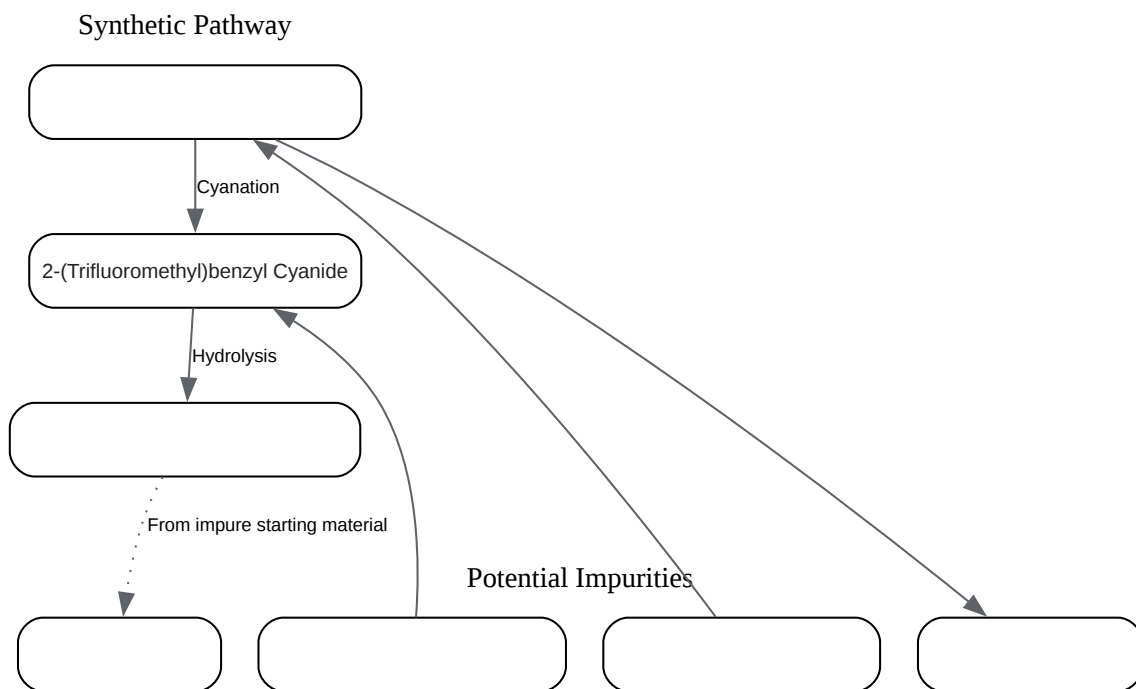 Synthetic Pathway
Cyanation
2-(Trifluoromethyl)benzyl Cyanide
Hydrolysis
From impure starting material
Potential Impurities